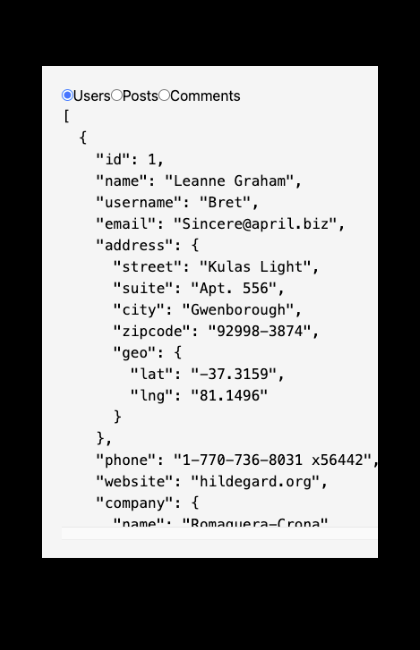 Users Posts Comments
[
  {
    "id": 1,
    "name": "Leanne Graham",
    "username": "Bret",
    "email": "Sincere@april.biz",
    "address": {
      "street": "Kulas Light",
      "suite": "Apt. 556",
      "city": "Gwenborough",
      "zipcode": "92998-3874",
      "geo": {
        "lat": "-37.3159",
        "lng": "81.1496"
      }
    },
    "phone": "1-770-736-8031 x56442",
    "website": "hildegard.org",
    "company": {
      "name": "Romaguera-Crona"